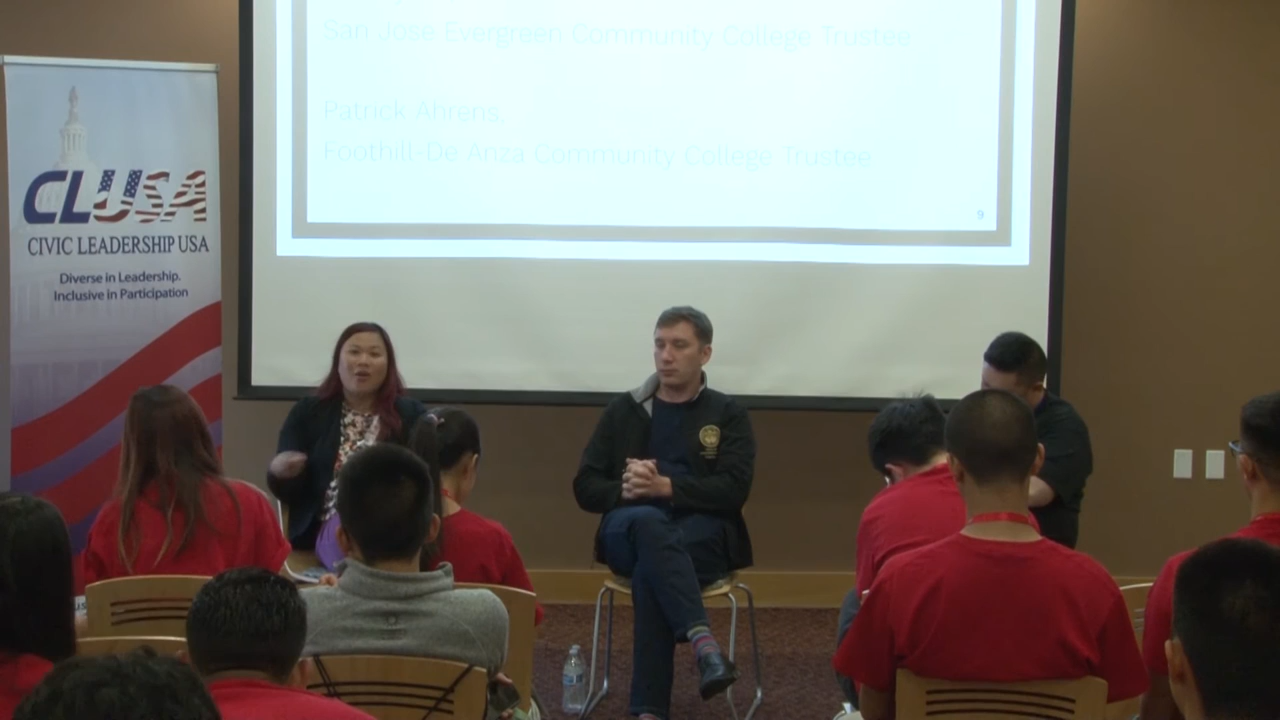 San Jose Evergreen Community College Trustee
Patrick Ahrens,
Foothill-De Anza Community College Trustee
9
CLUSA
CIVIC LEADERSHIP USA
Diverse in Leadership.
Inclusive in Participation